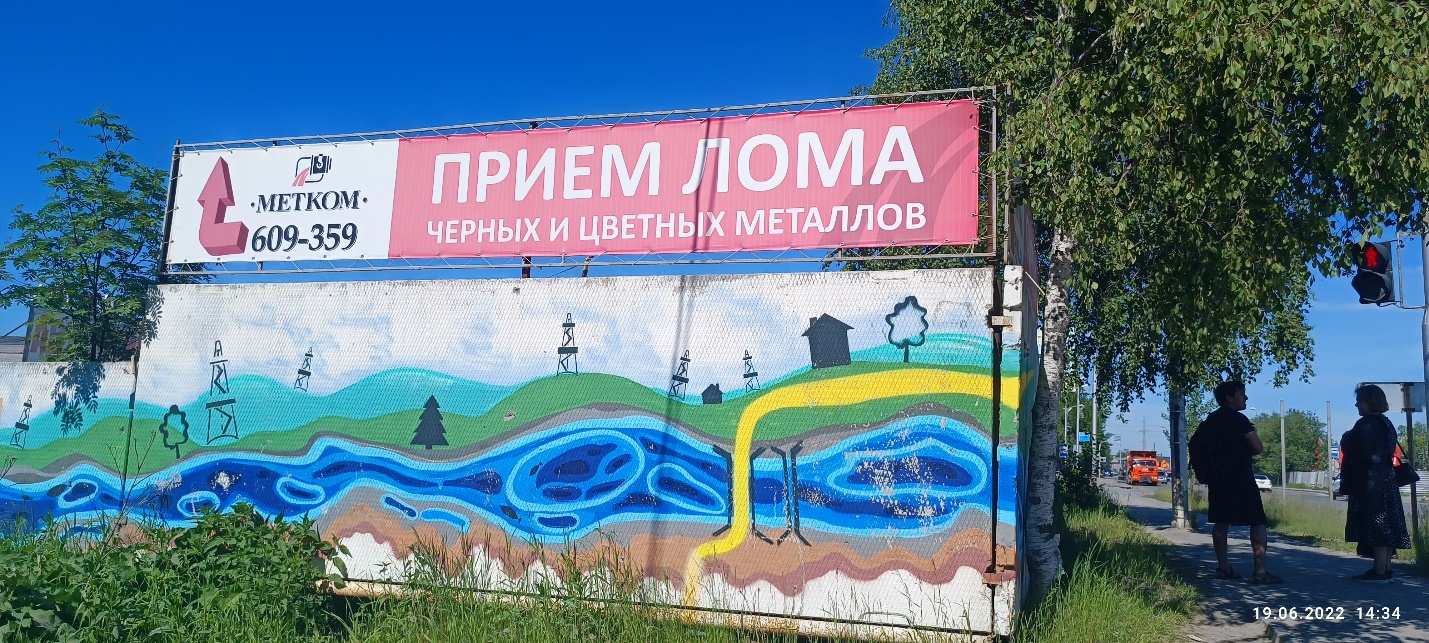 ·МЕТКОМ·
609-359
ПРИЕМ ЛОМА
ЧЕРНЫХ И ЦВЕТНЫХ МЕТАЛЛОВ
19.06.2022 14:34